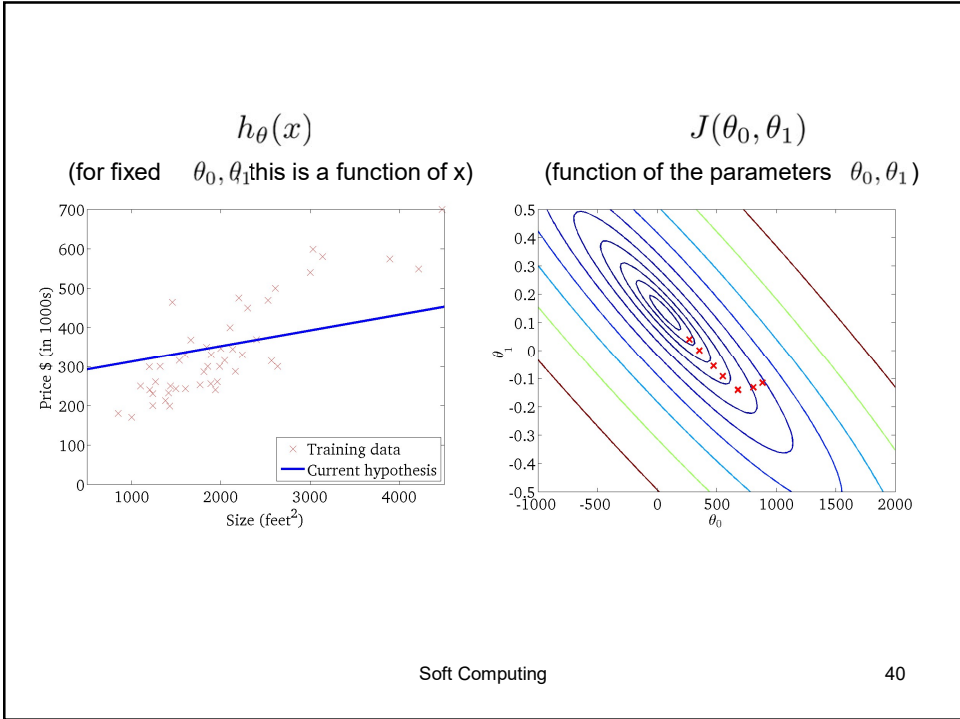 h_θ(x)
(for fixed θ₀, θ₁ this is a function of x)
700
600
500
400
300
200
100
0
Price $ (in 1000s)
1000 2000 3000 4000
Size (feet²)
Training data
Current hypothesis
J(θ₀, θ₁)
(function of the parameters θ₀, θ₁)
0.5
0.4
0.3
0.2
0.1
0
-0.1
-0.2
-0.3
-0.4
-0.5
θ₁
-1000 -500 0 500 1000 1500 2000
θ₀
Soft Computing 40